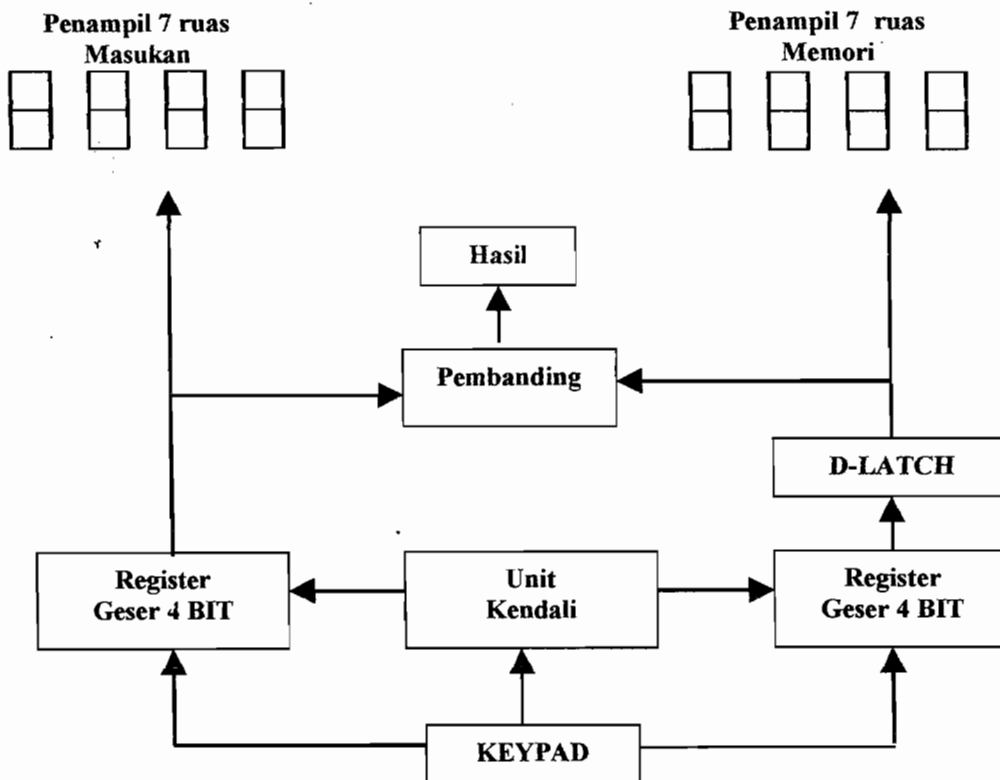 Penampil 7 ruas
Masukan
Penampil 7 ruas
Memori
Hasil
Pembanding
D-LATCH
Register
Geser 4 BIT
Unit
Kendali
Register
Geser 4 BIT
KEYPAD